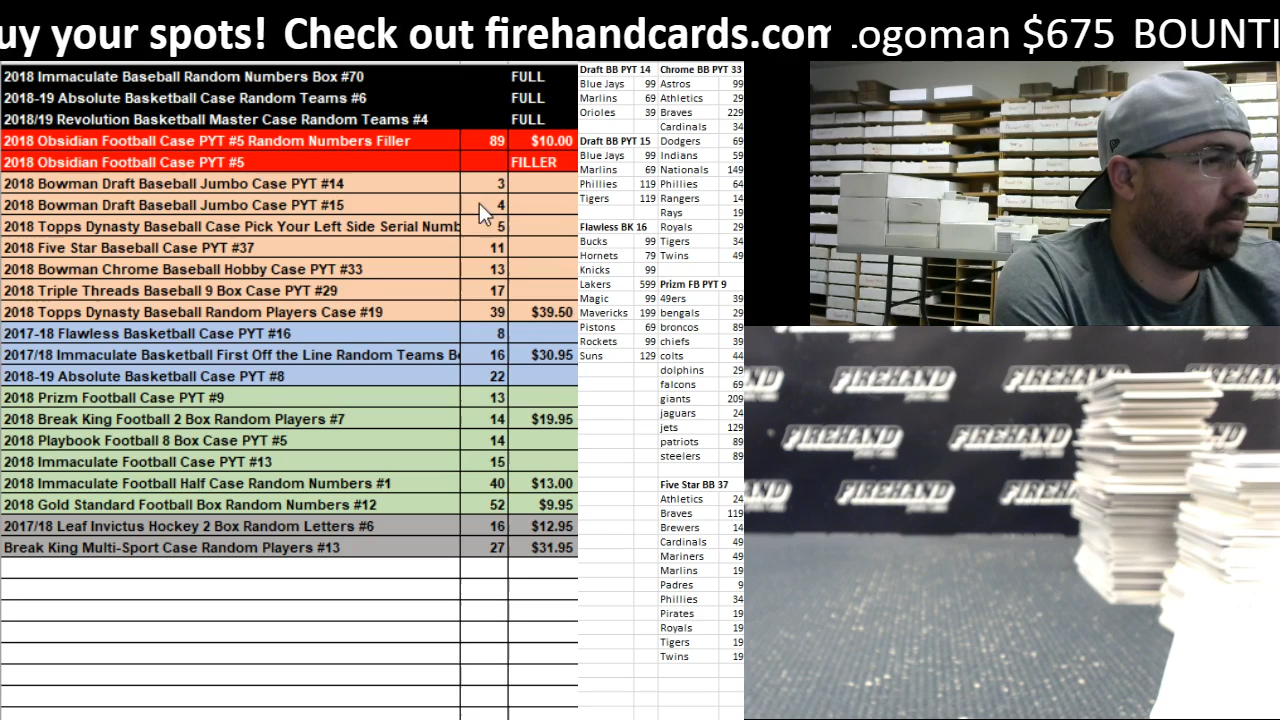 uy your spots! Check out firehandcards.com .ogoman $675 BOUNTI
2018 Immaculate Baseball Random Numbers Box #70 FULL
2018-19 Absolute Basketball Case Random Teams #6 FULL
2018/19 Revolution Basketball Master Case Random Teams #4 FULL
2018 Obsidian Football Case PYT #5 Random Numbers Filler 89 $10.00
2018 Obsidian Football Case PYT #5 FILLER
2018 Bowman Draft Baseball Jumbo Case PYT #14 3
2018 Bowman Draft Baseball Jumbo Case PYT #15 4
2018 Topps Dynasty Baseball Case Pick Your Left Side Serial Numb 5
2018 Five Star Baseball Case PYT #37 11
2018 Bowman Chrome Baseball Hobby Case PYT #33 13
2018 Triple Threads Baseball 9 Box Case PYT #29 17
2018 Topps Dynasty Baseball Random Players Case #19 39 $39.50
2017-18 Flawless Basketball Case PYT #16 8
2017/18 Immaculate Basketball First Off the Line Random Teams Bo 16 $30.95
2018-19 Absolute Basketball Case PYT #8 22
2018 Prizm Football Case PYT #9 13
2018 Break King Football 2 Box Random Players #7 14 $19.95
2018 Playbook Football 8 Box Case PYT #5 14
2018 Immaculate Football Case PYT #13 15
2018 Immaculate Football Half Case Random Numbers #1 40 $13.00
2018 Gold Standard Football Box Random Numbers #12 52 $9.95
2017/18 Leaf Invictus Hockey 2 Box Random Letters #6 16 $12.95
Break King Multi-Sport Case Random Players #13 27 $31.95
Draft BB PYT 14
Blue Jays 99
Marlins 69
Orioles 39
Draft BB PYT 15
Blue Jays 99
Marlins 69
Phillies 119
Tigers 119
Flawless BK 16
Bucks 99
Hornets 79
Knicks 99
Lakers 599
Magic 99
Mavericks 199
Pistons 69
Rockets 99
Suns 129
Chrome BB PYT 33
Astros 99
Athletics 29
Braves 229
Cardinals 34
Dodgers 69
Indians 59
Nationals 149
Phillies 64
Rangers 14
Rays 19
Royals 29
Tigers 34
Twins 49
Prizm FB PYT 9
49ers 39
bengals 29
broncos 89
chiefs 39
colts 44
dolphins 29
falcons 69
giants 209
jaguars 24
jets 129
patriots 89
steelers 89
Five Star BB 37
Athletics 24
Braves 119
Brewers 14
Cardinals 49
Mariners 49
Marlins 19
Padres 9
Phillies 34
Pirates 19
Royals 19
Tigers 19
Twins 19
FIREHAND
FIREHAND
FIREHAND
FIREHAND
FIREHAND